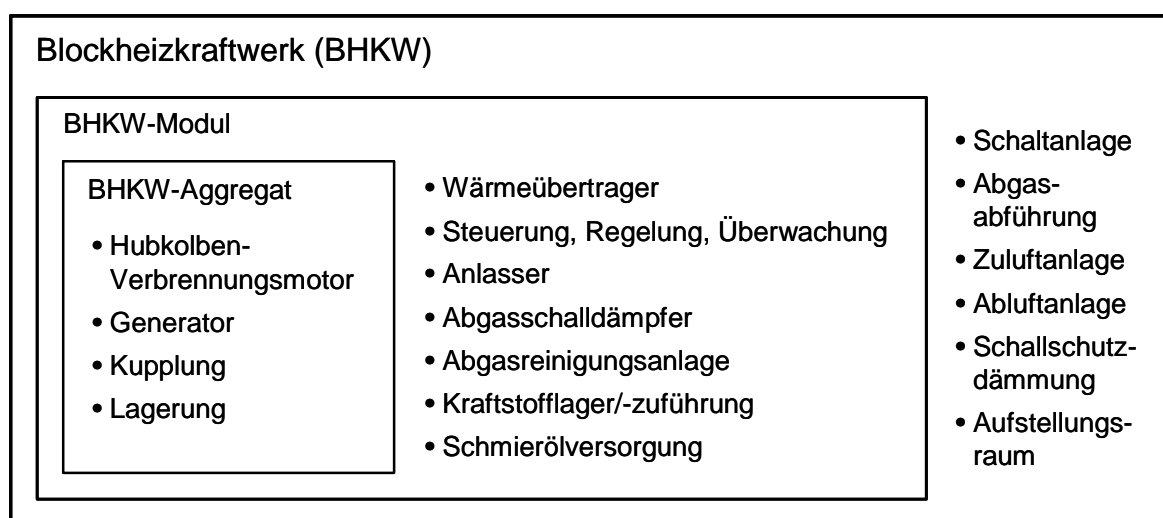 Blockheizkraftwerk (BHKW)
BHKW-Modul
BHKW-Aggregat
• Hubkolben-
Verbrennungsmotor
• Generator
• Kupplung
• Lagerung
• Wärmeübertrager
• Steuerung, Regelung, Überwachung
• Anlasser
• Abgasschalldämpfer
• Abgasreinigungsanlage
• Kraftstofflager/-zuführung
• Schmierölversorgung
• Schaltanlage
• Abgas-
abführung
• Zuluftanlage
• Abluftanlage
• Schallschutz-
dämmung
• Aufstellungs-
raum